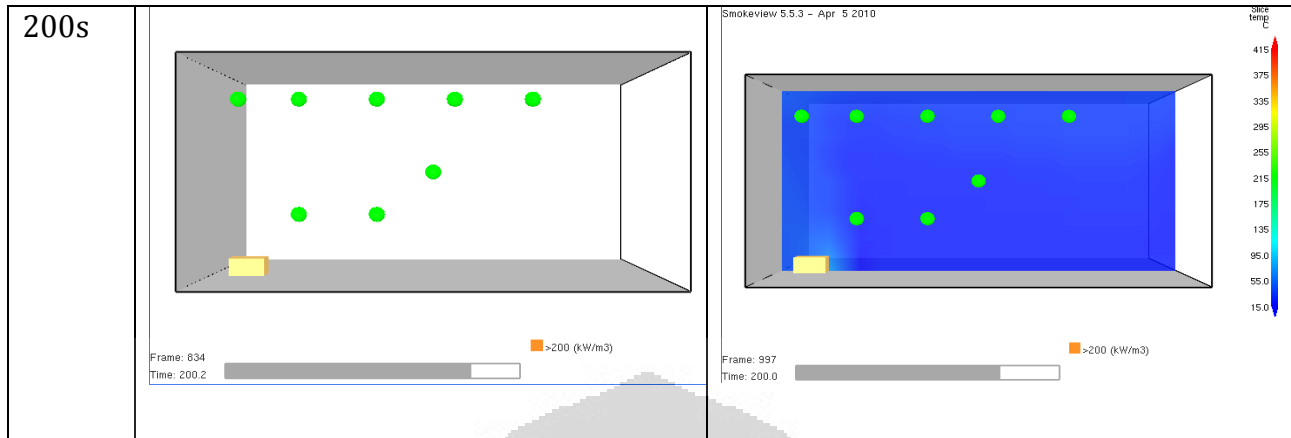 200s
>200 (kW/m3)
Frame: 834
Time: 200.2
Smokeview 5.5.3 – Apr 5 2010
Slice
temp
C
415
375
335
295
255
215
175
135
95.0
55.0
15.0
>200 (kW/m3)
Frame: 997
Time: 200.0